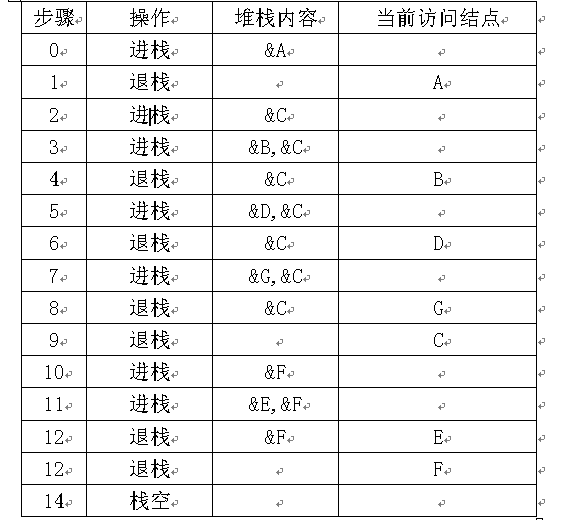 步骤 操作 堆栈内容 当前访问结点
0 进栈 &A
1 退栈 A
2 进栈 &C
3 进栈 &B,&C
4 退栈 &C B
5 进栈 &D,&C
6 退栈 &C D
7 进栈 &G,&C
8 退栈 &C G
9 退栈 C
10 进栈 &F
11 进栈 &E,&F
12 退栈 &F E
12 退栈 F
14 栈空